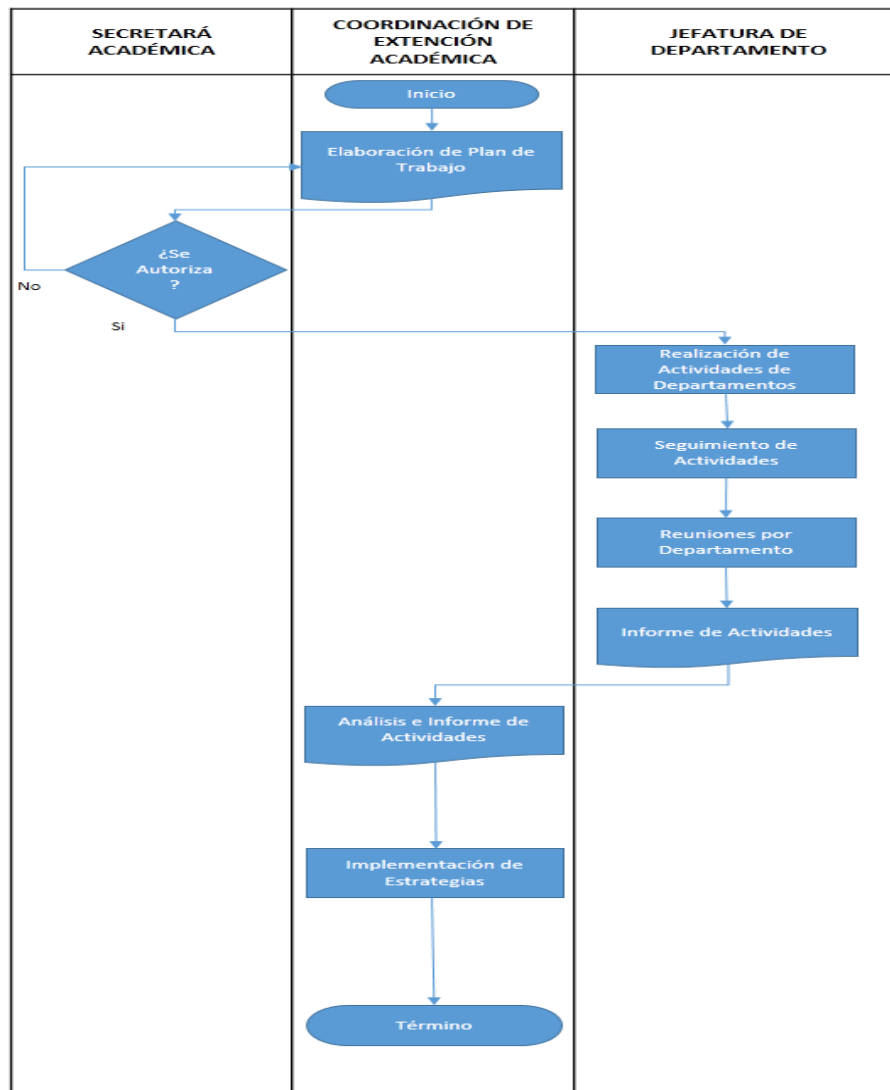 SECRETARÁ
ACADÉMICA
COORDINACIÓN DE
EXTENCIÓN
ACADÉMICA
JEFATURA DE
DEPARTAMENTO
Inicio
Elaboración de Plan de
Trabajo
¿Se
Autoriza
?
No
Si
Realización de
Actividades de
Departamentos
Seguimiento de
Actividades
Reuniones por
Departamento
Informe de Actividades
Análisis e Informe de
Actividades
Implementación de
Estrategias
Término